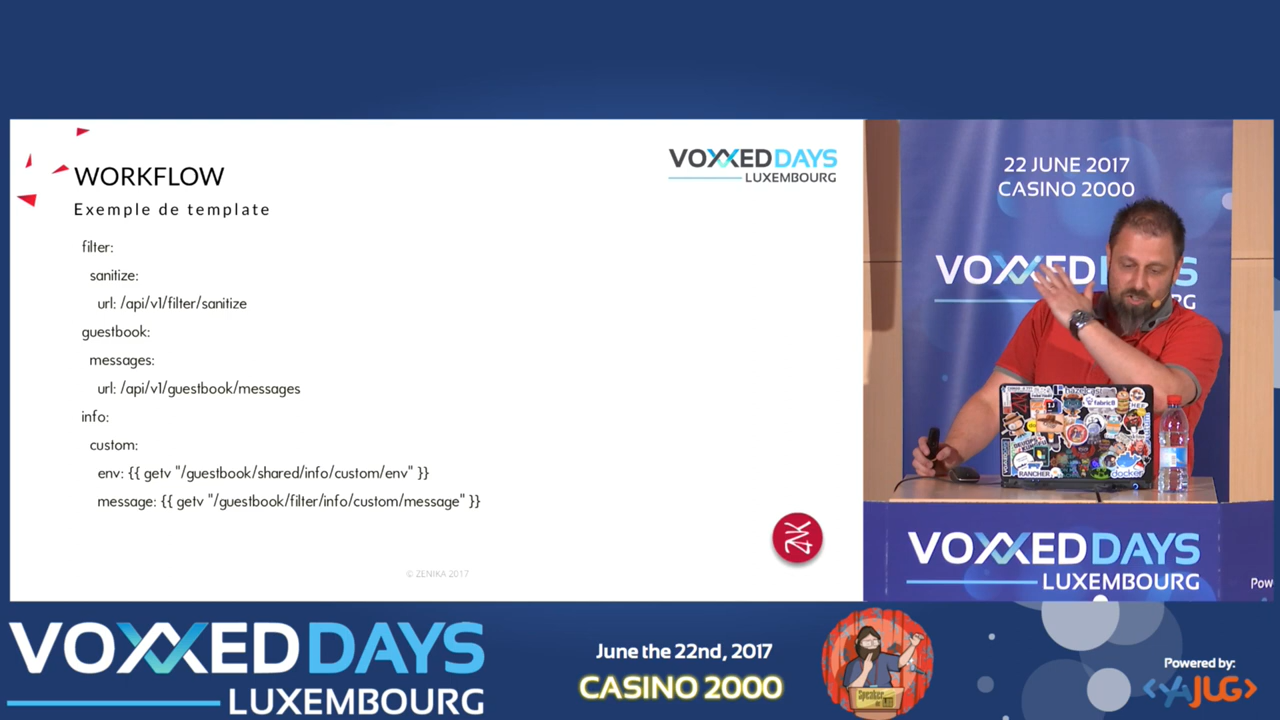 WORKFLOW
Exemple de template
VOXXED DAYS
LUXEMBOURG
filter:
sanitize:
url: /api/v1/filter/sanitize
guestbook:
messages:
url: /api/v1/guestbook/messages
info:
custom:
env: {{ getv "/guestbook/shared/info/custom/env" }}
message: {{ getv "/guestbook/filter/info/custom/message" }}
© ZENIKA 2017
22 JUNE 2017
CASINO 2000
fabric8
RANCHER
docker
VOXXED DAYS
LUXEMBOURG
Pow
VOXXED DAYS
LUXEMBOURG
June the 22nd, 2017
CASINO 2000
Powered by:
YAJUG